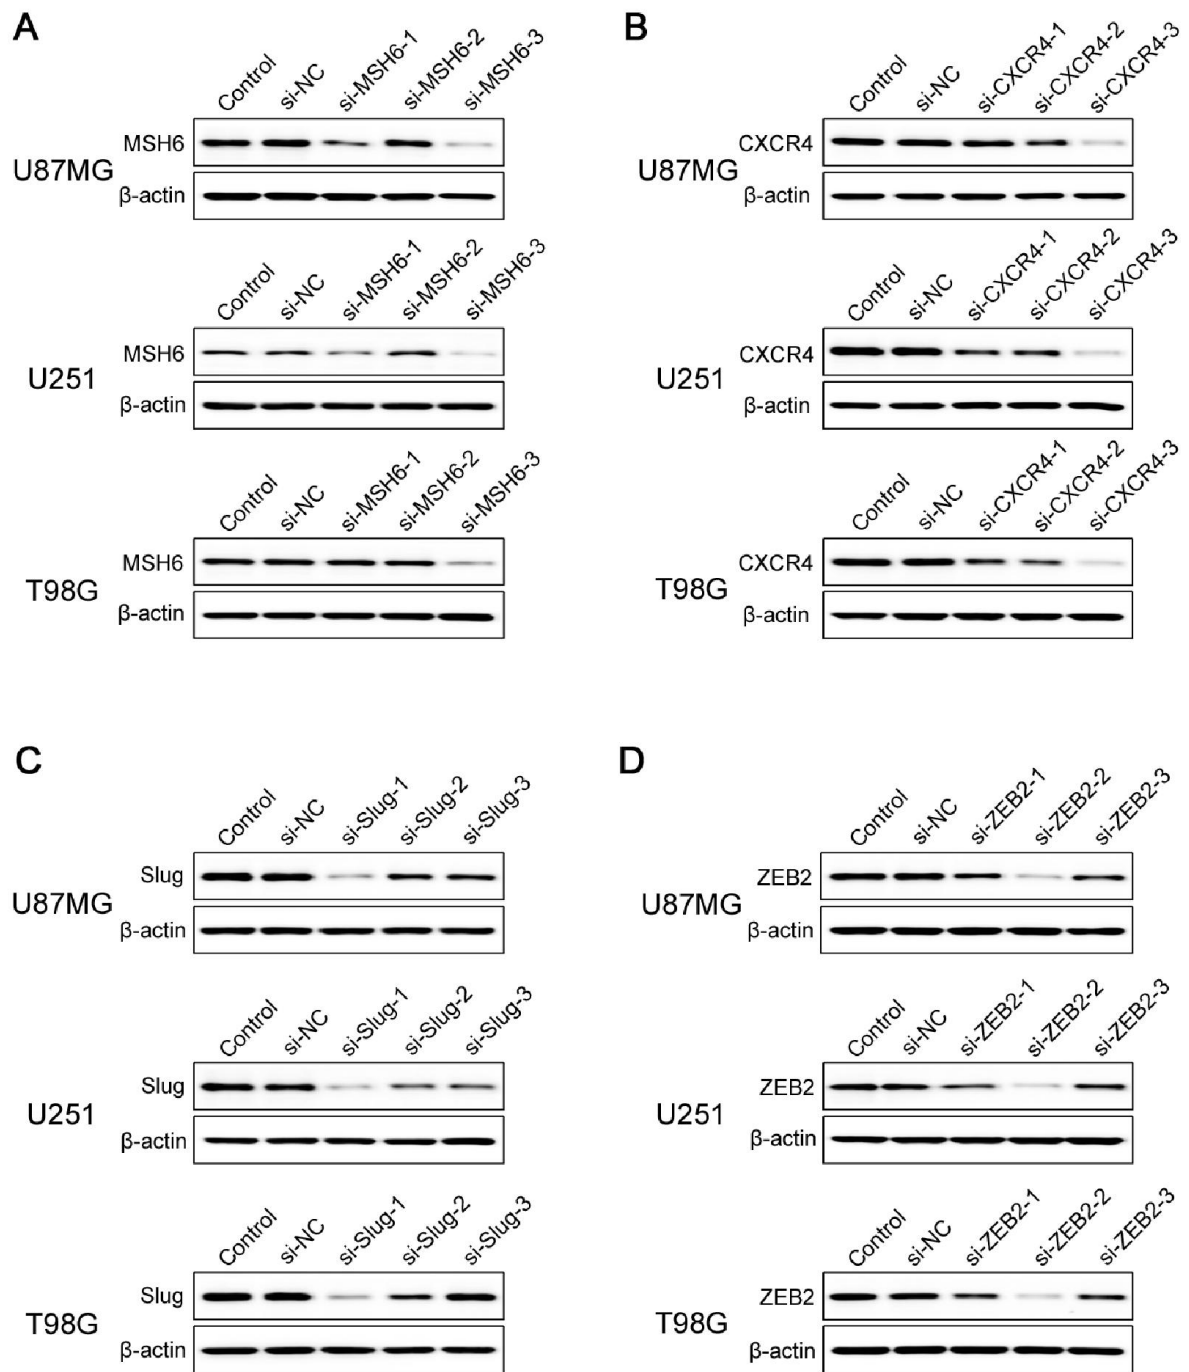 A
Control si-NC si-MSH6-1 si-MSH6-2 si-MSH6-3
MSH6
U87MG
β-actin
Control si-NC si-MSH6-1 si-MSH6-2 si-MSH6-3
MSH6
U251
β-actin
Control si-NC si-MSH6-1 si-MSH6-2 si-MSH6-3
MSH6
T98G
β-actin
B
Control si-NC si-CXCR4-1 si-CXCR4-2 si-CXCR4-3
CXCR4
U87MG
β-actin
Control si-NC si-CXCR4-1 si-CXCR4-2 si-CXCR4-3
CXCR4
U251
β-actin
Control si-NC si-CXCR4-1 si-CXCR4-2 si-CXCR4-3
CXCR4
T98G
β-actin
C
Control si-NC si-Slug-1 si-Slug-2 si-Slug-3
Slug
U87MG
β-actin
Control si-NC si-Slug-1 si-Slug-2 si-Slug-3
Slug
U251
β-actin
Control si-NC si-Slug-1 si-Slug-2 si-Slug-3
Slug
T98G
β-actin
D
Control si-NC si-ZEB2-1 si-ZEB2-2 si-ZEB2-3
ZEB2
U87MG
β-actin
Control si-NC si-ZEB2-1 si-ZEB2-2 si-ZEB2-3
ZEB2
U251
β-actin
Control si-NC si-ZEB2-1 si-ZEB2-2 si-ZEB2-3
ZEB2
T98G
β-actin